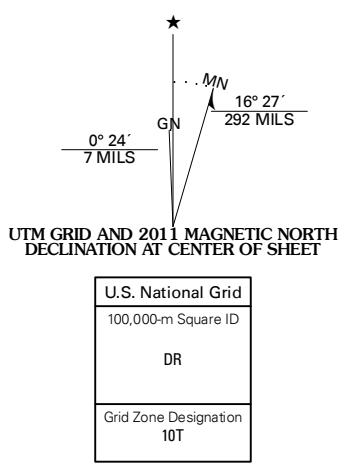 ★
MN
16° 27´
292 MILS
GN
0° 24´
7 MILS
UTM GRID AND 2011 MAGNETIC NORTH
DECLINATION AT CENTER OF SHEET
U.S. National Grid
100,000-m Square ID
DR
Grid Zone Designation
10T